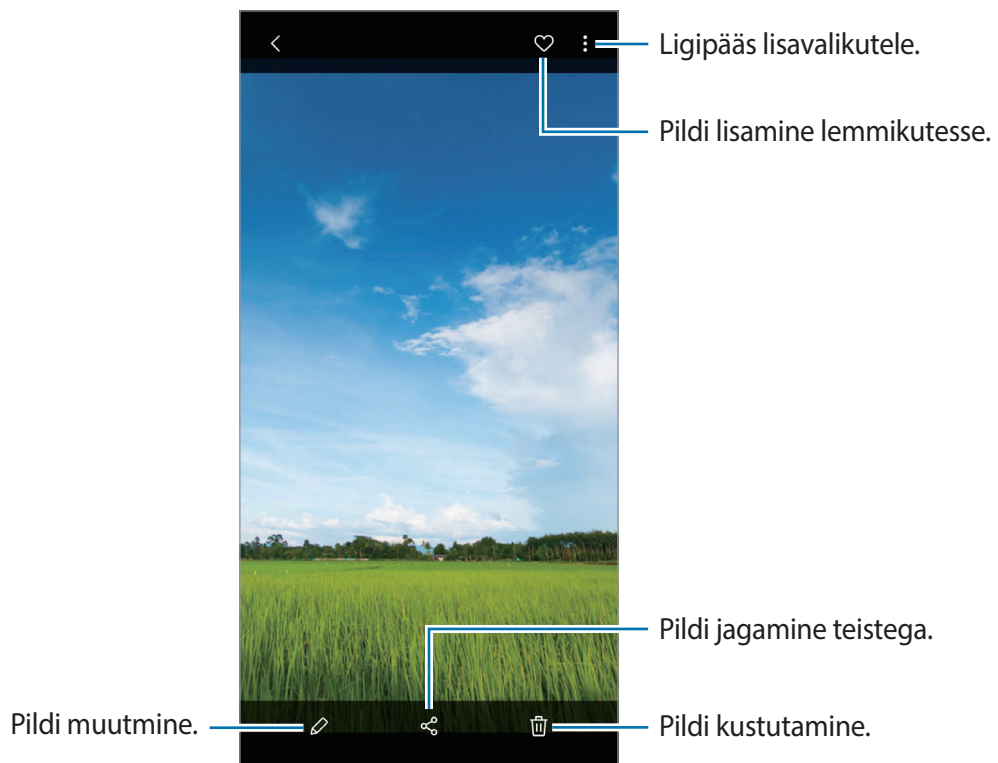 Ligipääs lisavalikutele.
Pildi lisamine lemmikutesse.
Pildi jagamine teistega.
Pildi muutmine.
Pildi kustutamine.